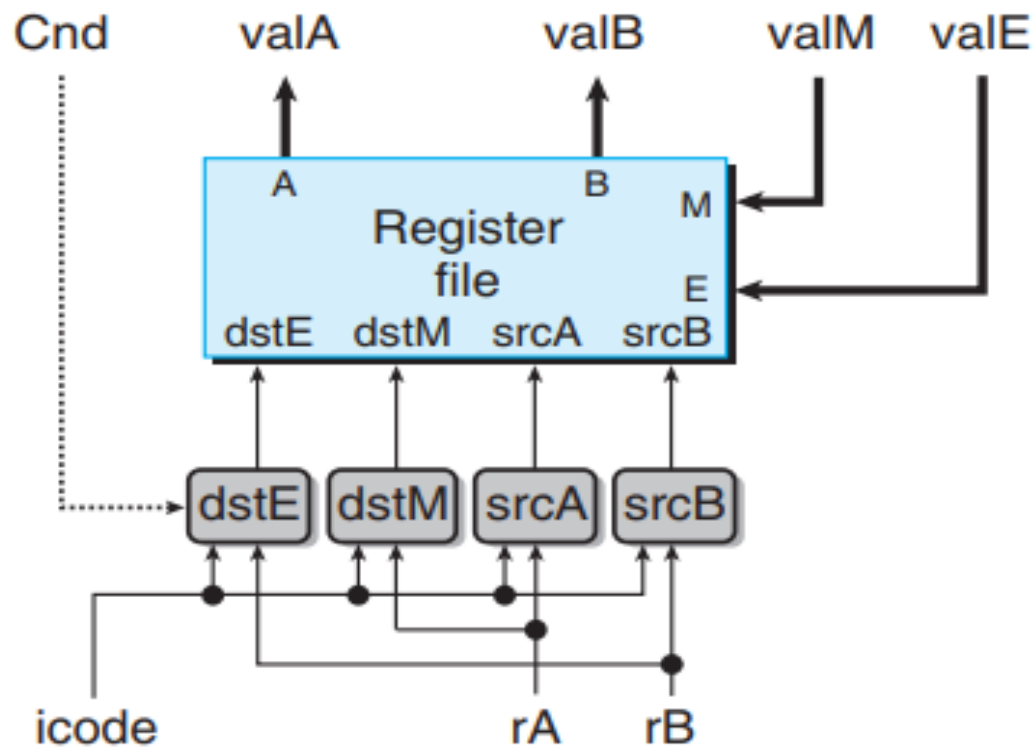 Cnd valA valB valM valE
A B
M
Register
file
E
dstE dstM srcA srcB
dstE dstM srcA srcB
icode rA rB